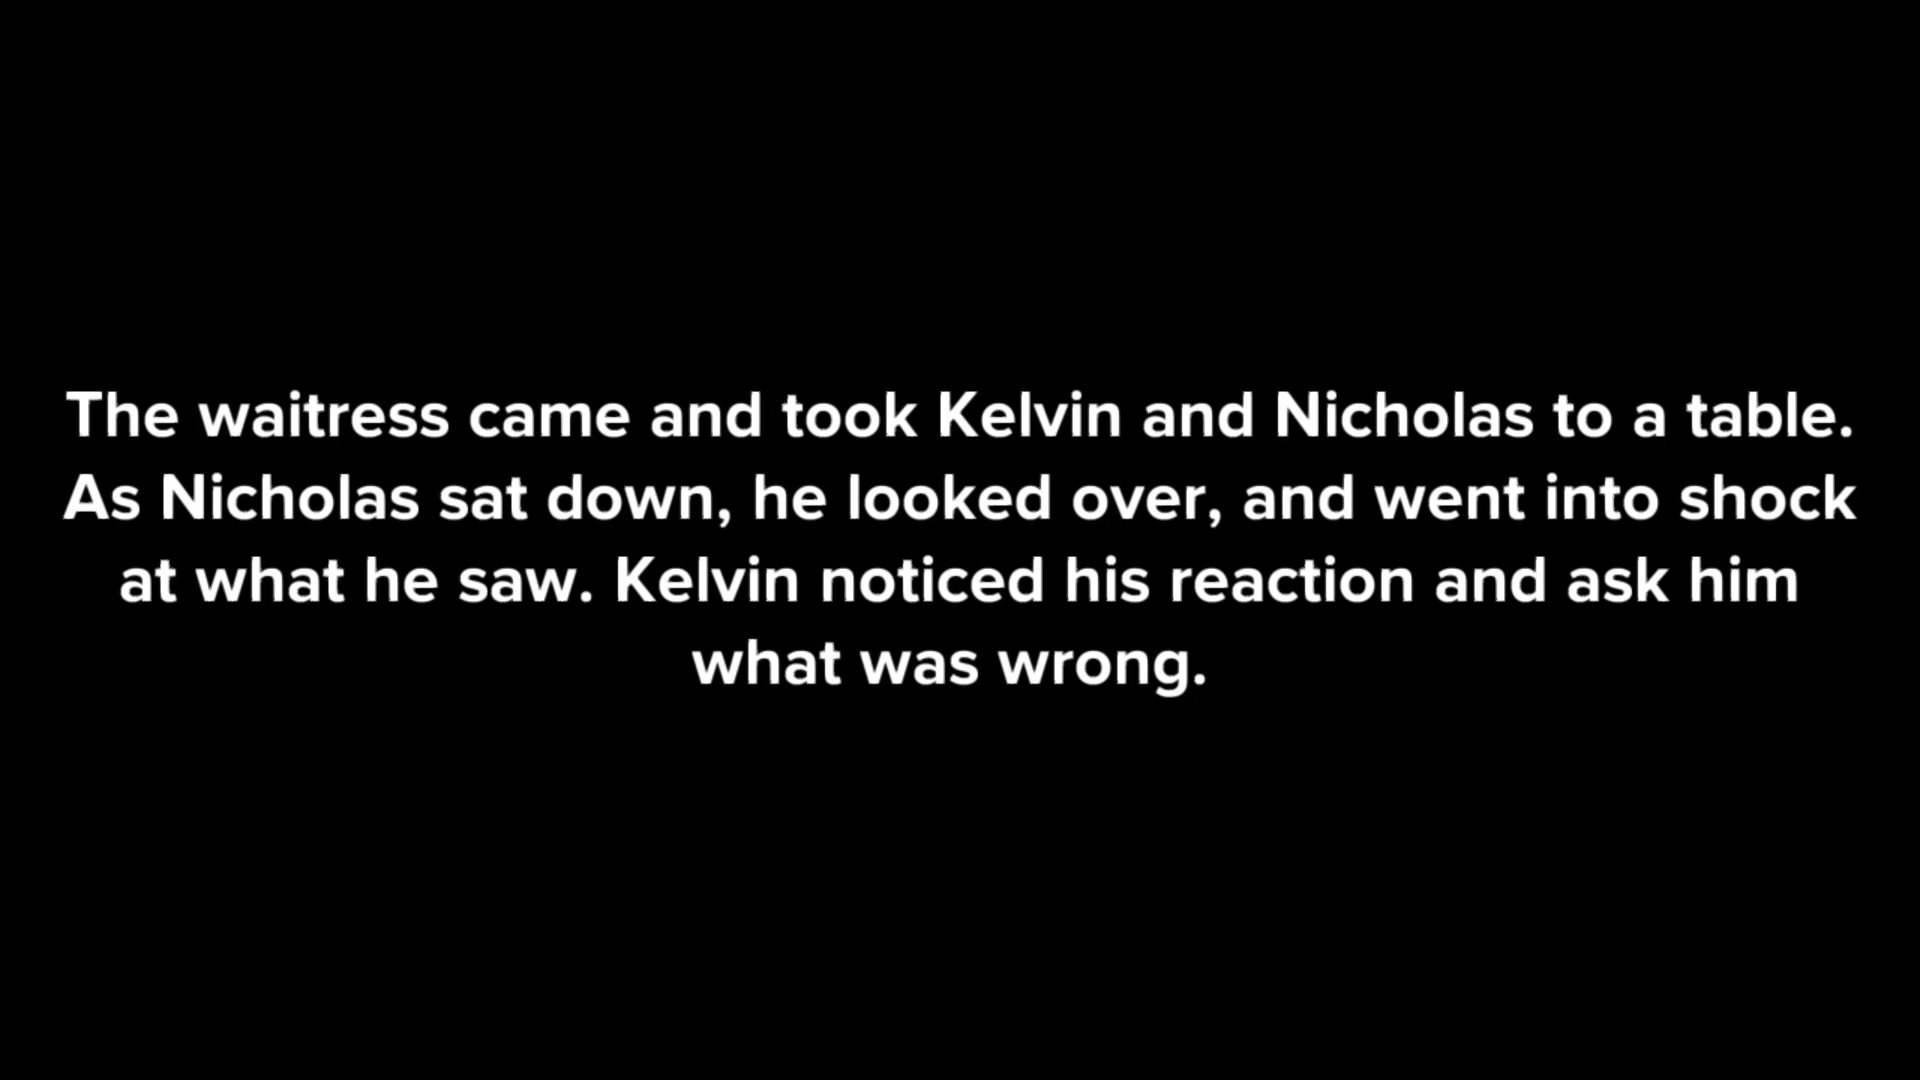 The waitress came and took Kelvin and Nicholas to a table.
As Nicholas sat down, he looked over, and went into shock
at what he saw. Kelvin noticed his reaction and ask him
what was wrong.